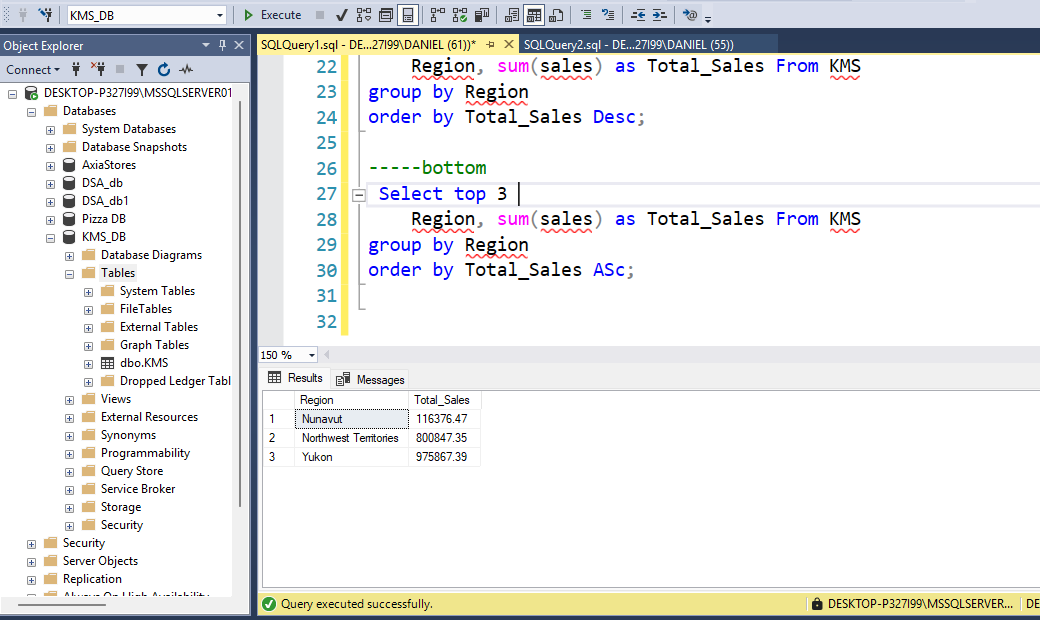 KMS_DB
Execute
Object Explorer
SQLQuery1.sql - DE...27I99\DANIEL (61))*
SQLQuery2.sql - DE...27I99\DANIEL (55))
Connect
DESKTOP-P327I99\MSSQLSERVER01
Databases
System Databases
Database Snapshots
AxiaStores
DSA_db
DSA_db1
Pizza DB
KMS_DB
Database Diagrams
Tables
System Tables
FileTables
External Tables
Graph Tables
dbo.KMS
Dropped Ledger Tabl
Views
External Resources
Synonyms
Programmability
Query Store
Service Broker
Storage
Security
Security
Server Objects
Replication
Always On High Availability
22 Region, sum(sales) as Total_Sales From KMS
23 group by Region
24 order by Total_Sales Desc;
25
26 -----bottom
27 Select top 3
28 Region, sum(sales) as Total_Sales From KMS
29 group by Region
30 order by Total_Sales ASc;
31
32
150 %
Results Messages
Region Total_Sales
1 Nunavut 116376.47
2 Northwest Territories 800847.35
3 Yukon 975867.39
Query executed successfully.
DESKTOP-P327I99\MSSQLSERVER...
DE